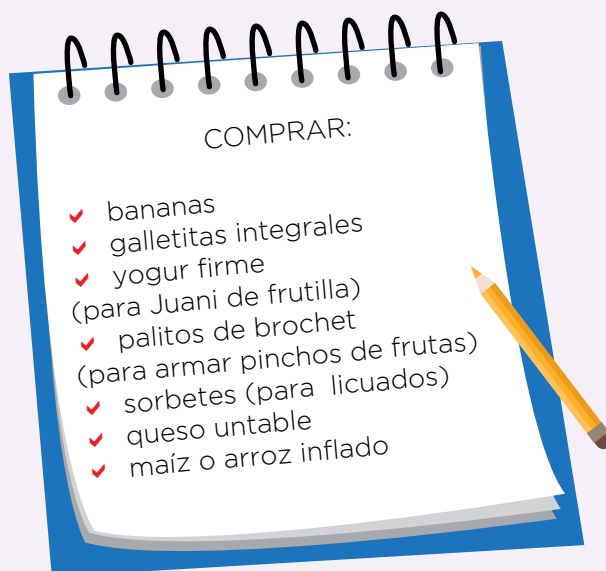 COMPRAR:
bananas
galletitas integrales
yogur firme
(para Juani de frutilla)
palitos de brochet
(para armar pinchos de frutas)
sorbetes (para licuados)
queso untable
maíz o arroz inflado